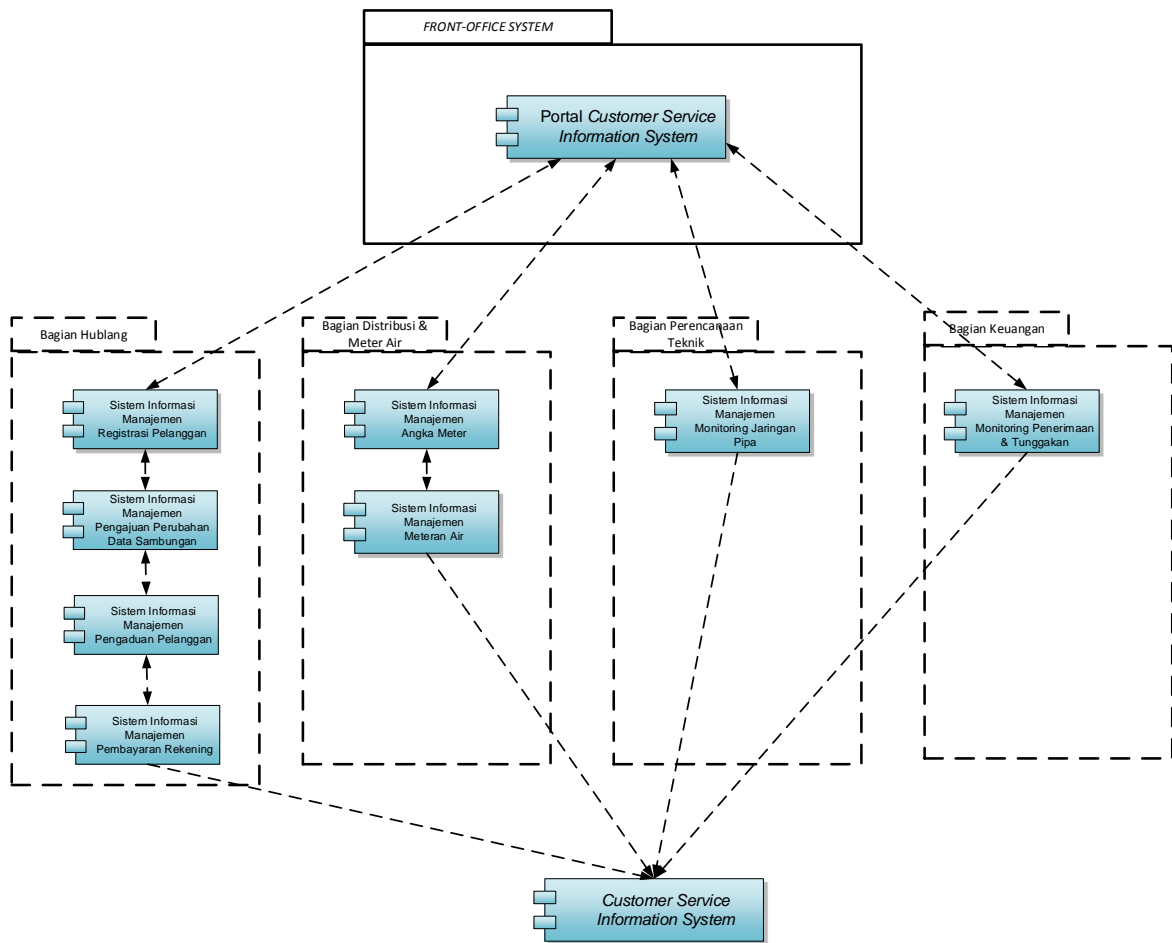 FRONT-OFFICE SYSTEM
Portal Customer Service
Information System
Bagian Hublang
Sistem Informasi
Manajemen
Registrasi Pelanggan
Sistem Informasi
Manajemen
Pengajuan Perubahan
Data Sambungan
Sistem Informasi
Manajemen
Pengaduan Pelanggan
Sistem Informasi
Manajemen
Pembayaran Rekening
Bagian Distribusi &
Meter Air
Sistem Informasi
Manajemen
Angka Meter
Sistem Informasi
Manajemen
Meteran Air
Bagian Perencanaan
Teknik
Sistem Informasi
Manajemen
Monitoring Jaringan
Pipa
Bagian Keuangan
Sistem Informasi
Manajemen
Monitoring Penerimaan
& Tunggakan
Customer Service
Information System